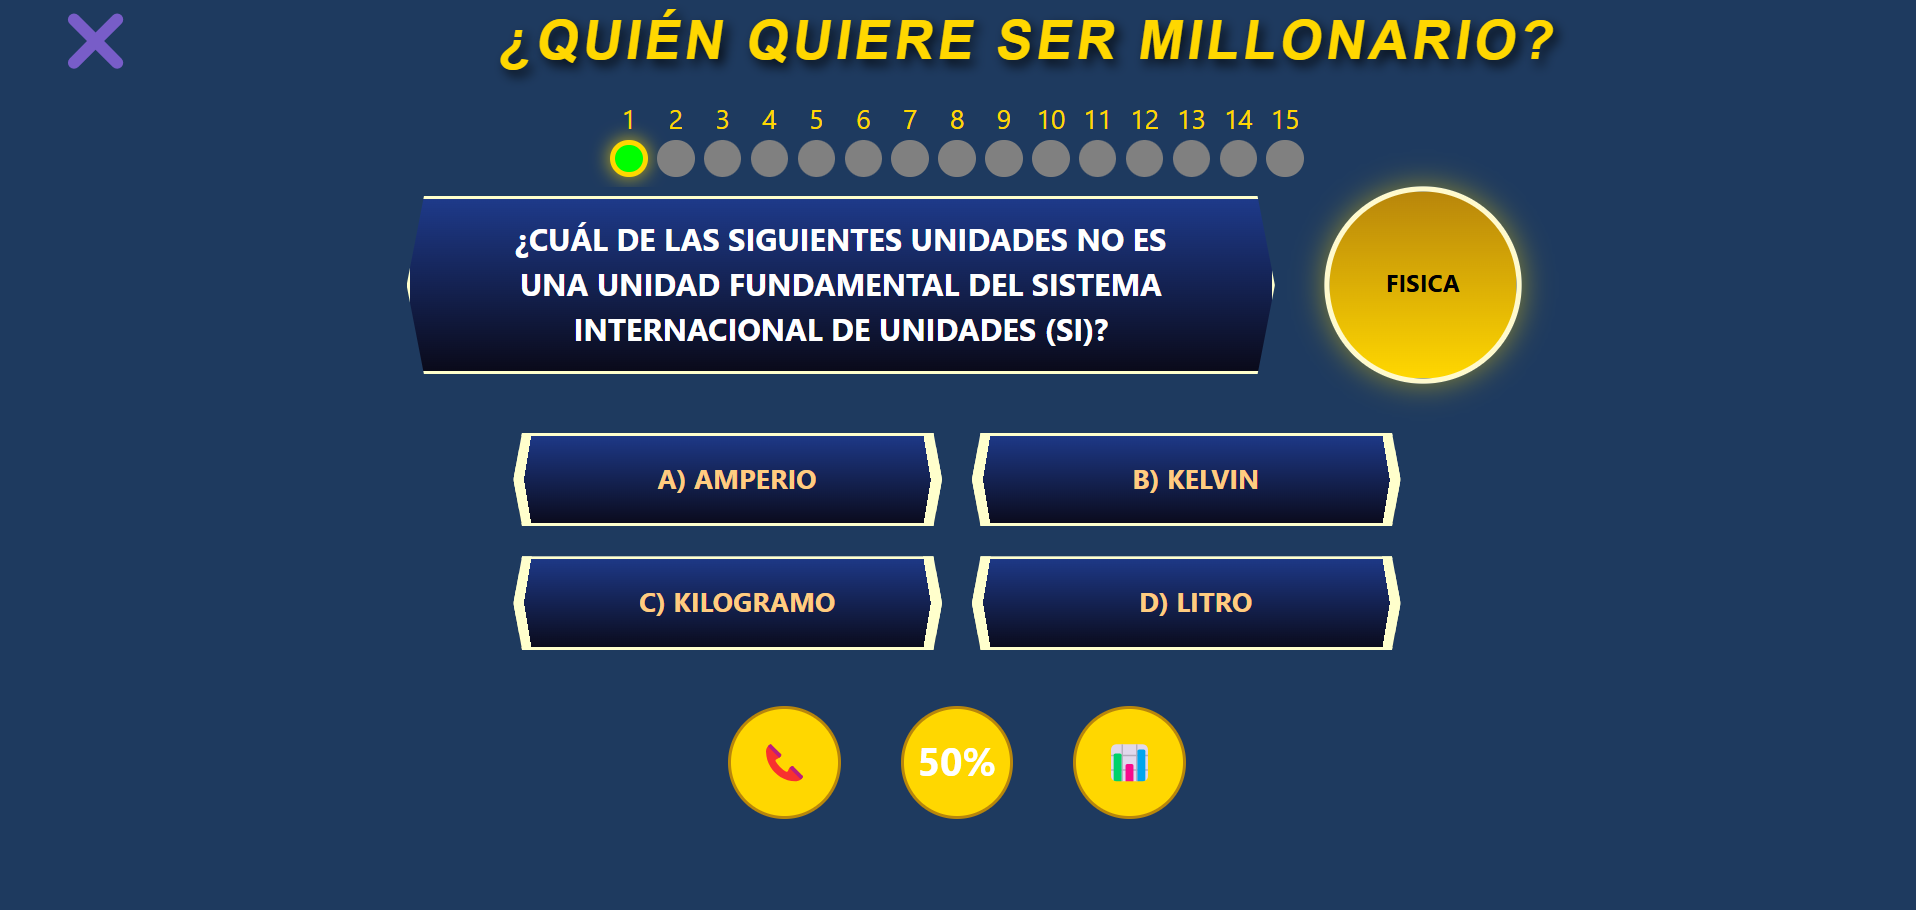 ¿QUIÉN QUIERE SER MILLONARIO?
1 2 3 4 5 6 7 8 9 10 11 12 13 14 15
¿CUÁL DE LAS SIGUIENTES UNIDADES NO ES
UNA UNIDAD FUNDAMENTAL DEL SISTEMA
INTERNACIONAL DE UNIDADES (SI)?
FISICA
A) AMPERIO
B) KELVIN
C) KILOGRAMO
D) LITRO
50%